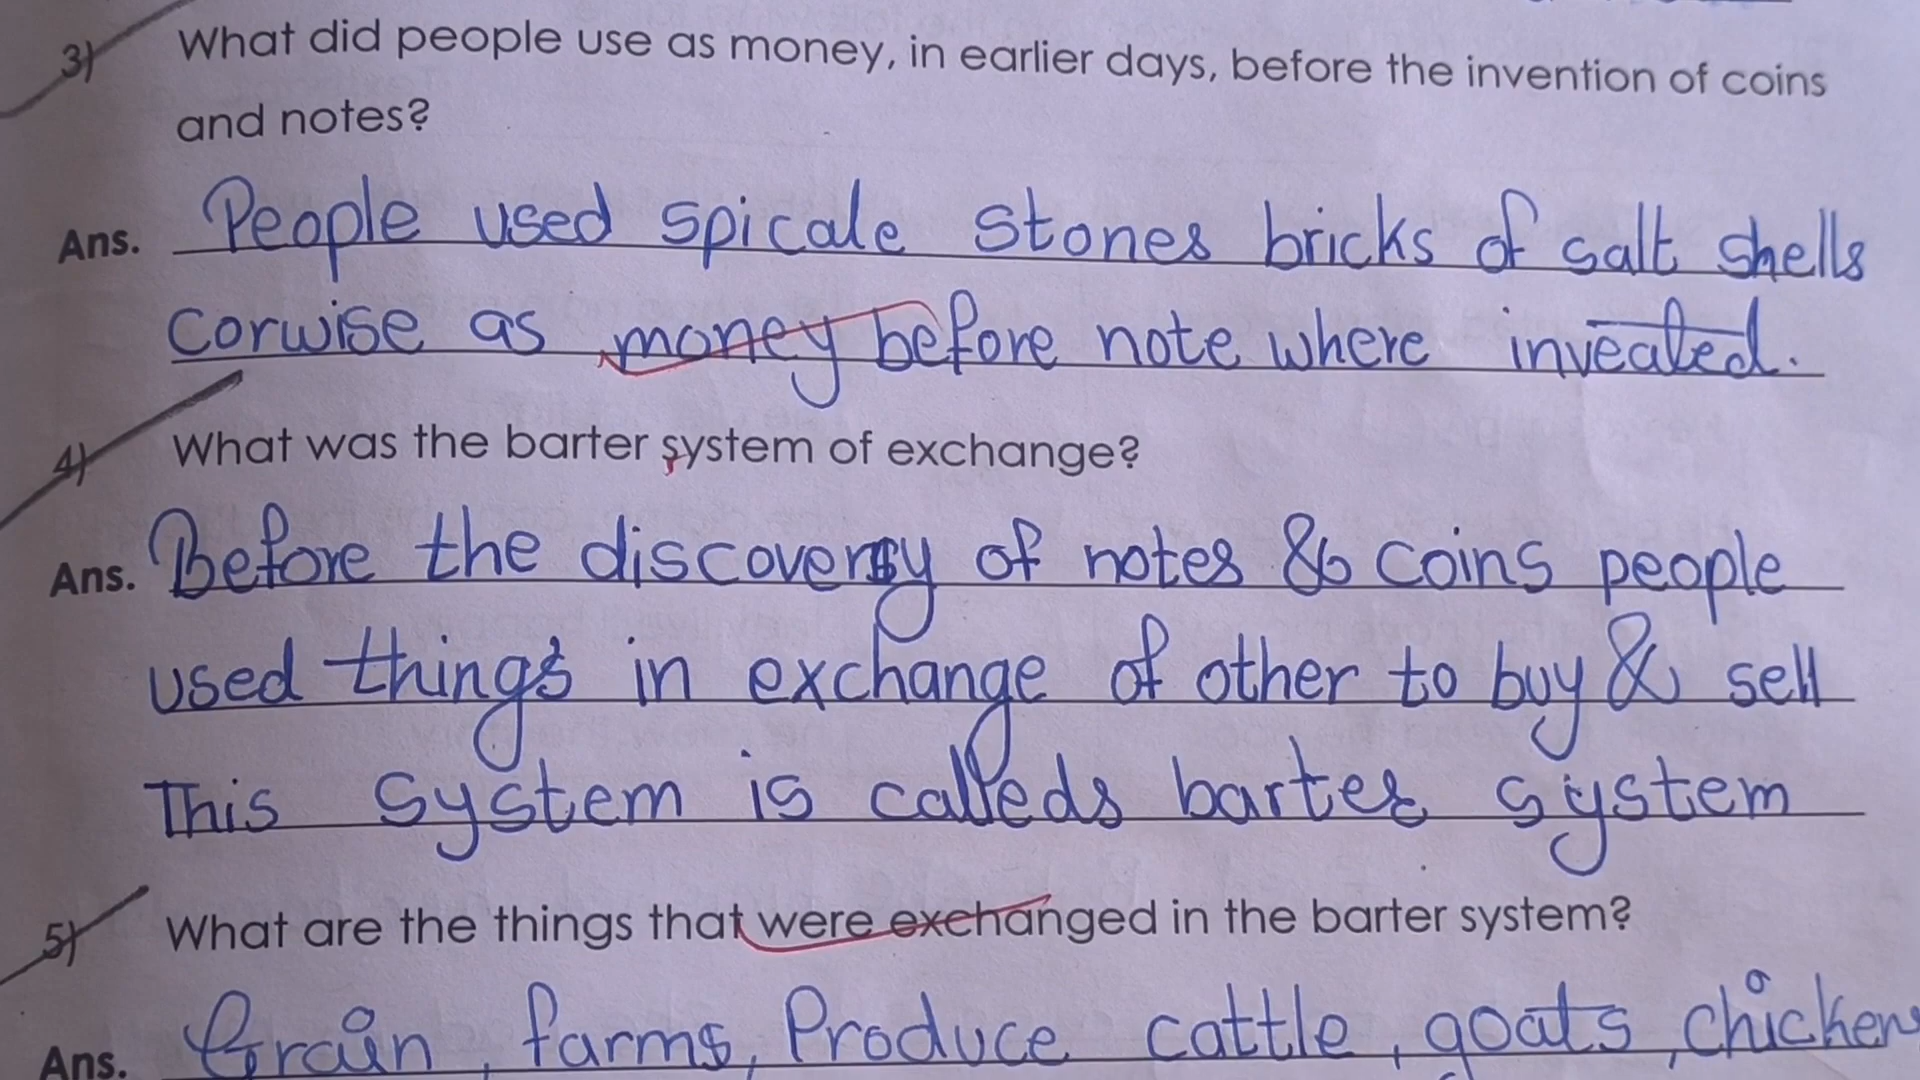 3) What did people use as money, in earlier days, before the invention of coins
and notes?
Ans. People used spicale stones bricks of salt shells
corwise as money before note where inveated.
4) What was the barter system of exchange?
Ans. Before the discovery of notes & coins people
used things in exchange of other to buy & sell
This system is calleds barter system
5) What are the things that were exchanged in the barter system?
Ans. Grain, farms, Produce cattle, goats, chickens